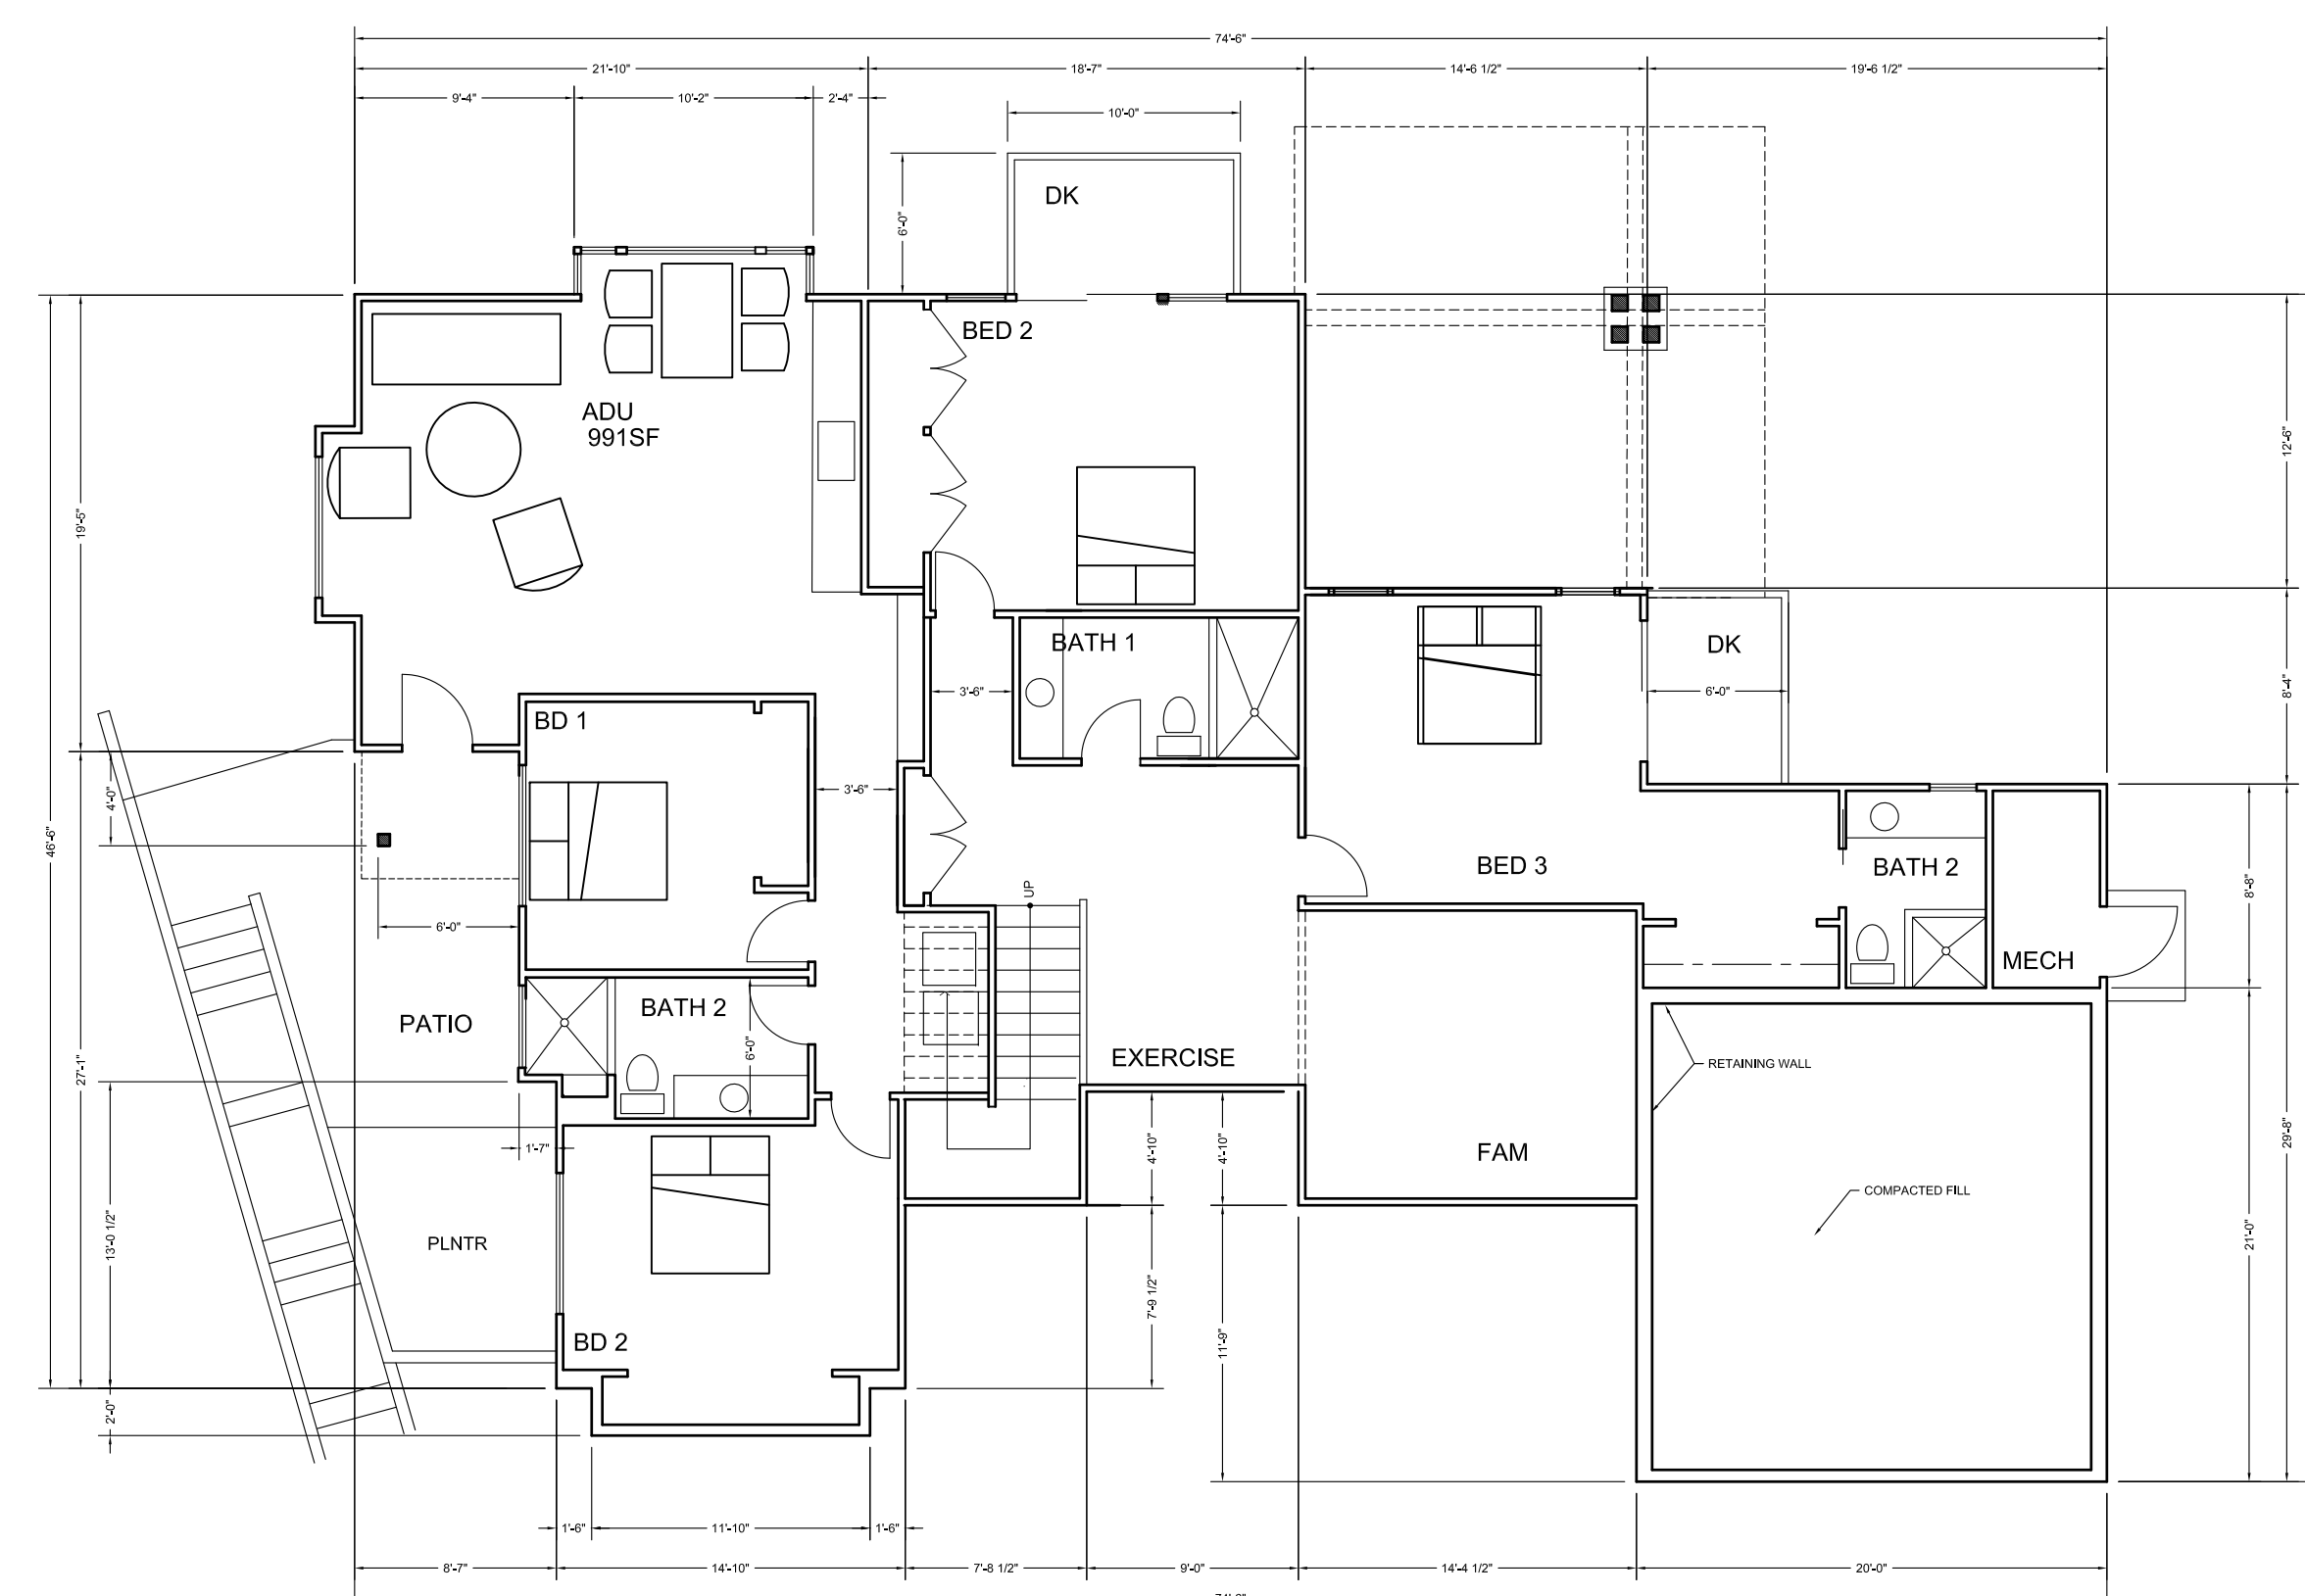 74'-6"
21'-10"
18'-7"
14'-6 1/2"
19'-6 1/2"
9'-4"
10'-2"
2'-4"
10'-0"
6'-0"
DK
BED 2
ADU
991SF
19'-5"
12'-6"
BATH 1
DK
3'-6"
6'-0"
8'-4"
BD 1
3'-6"
4'-0"
46'-6"
BED 3
BATH 2
8'-8"
UP
6'-0"
MECH
BATH 2
PATIO
6'-0"
EXERCISE
27'-1"
RETAINING WALL
1'-7"
4'-10"
4'-10"
FAM
29'-8"
COMPACTED FILL
13'-0 1/2"
PLNTR
21'-0"
7'-9 1/2"
11'-9"
BD 2
2'-0"
1'-6"
11'-10"
1'-6"
8'-7"
14'-10"
7'-8 1/2"
9'-0"
14'-4 1/2"
20'-0"